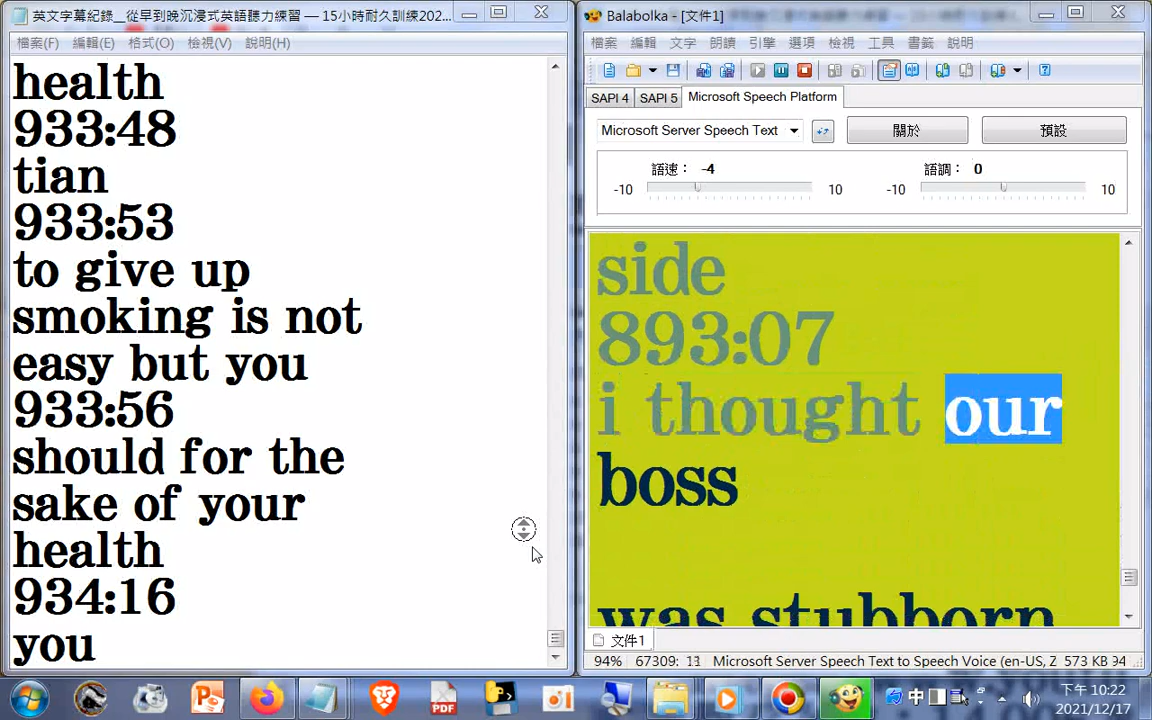 英文字幕紀錄__從早到晚沉浸式英語聽力練習 — 15小時耐久訓練202...
檔案(F) 編輯(E) 格式(O) 檢視(V) 說明(H)
health
933:48
tian
933:53
to give up
smoking is not
easy but you
933:56
should for the
sake of your
health
934:16
you
Balabolka - [文件1]
檔案 編輯 文字 朗讀 引擎 選項 檢視 工具 書籤 說明
SAPI 4 SAPI 5 Microsoft Speech Platform
Microsoft Server Speech Text 關於 預設
語速： -4 語調： 0
-10 10 -10 10
side
893:07
i thought our
boss
was stubborn
文件1
94% 67309: 11 Microsoft Server Speech Text to Speech Voice (en-US, Z 573 KB 94
中
下午 10:22
2021/12/17